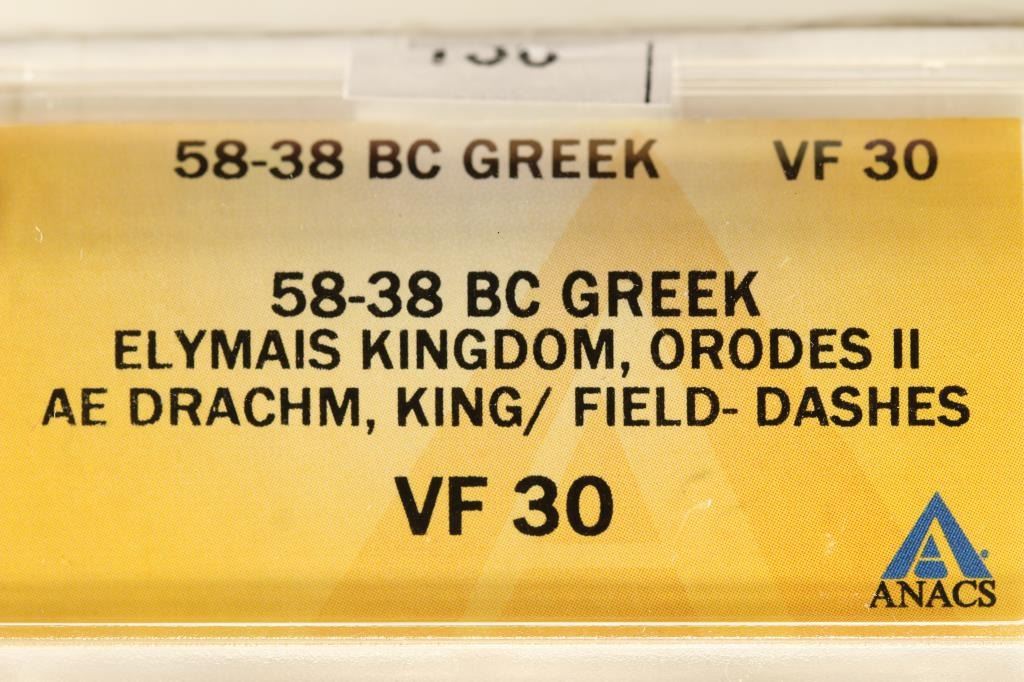 58-38 BC GREEK VF 30
58-38 BC GREEK
ELYMAIS KINGDOM, ORODES II
AE DRACHM, KING/ FIELD- DASHES
VF 30
ANACS